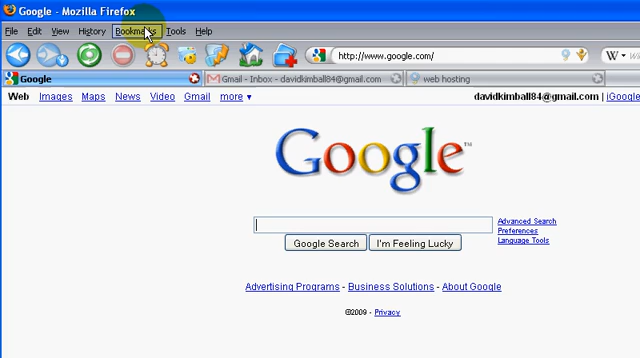 Google - Mozilla Firefox
File Edit View History Bookmarks Tools Help
http://www.google.com/ W
Google Gmail - Inbox - davidkimball84@gmail.com web hosting
Web Images Maps News Video Gmail more ▼ davidkimball84@gmail.com | iGoogle
Google™
Advanced Search
Preferences
Language Tools
Google Search I'm Feeling Lucky
Advertising Programs - Business Solutions - About Google
©2009 - Privacy